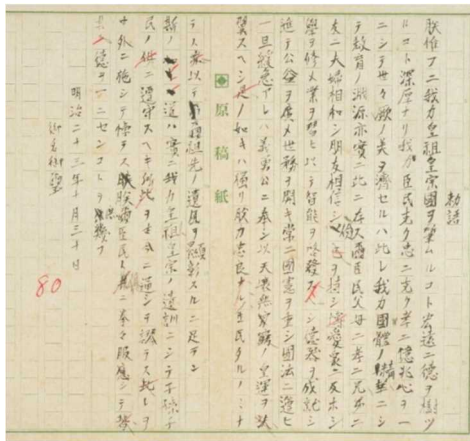 勅語
朕惟フニ我カ皇祖皇宗國ヲ肇ムルコト宏遠ニ德ヲ樹ツ
ルコト深厚ナリ我カ臣民克ク忠ニ克ク孝ニ億兆心ヲ一
ニシテ世々厥ノ美ヲ濟セルハ此レ我カ國體ノ精華ニシ
テ敎育ノ淵源亦實ニ此ニ存ス爾臣民父母ニ孝ニ兄弟ニ
友ニ夫婦相和シ朋友相信シ恭儉己ヲ持シ博愛衆ニ及ホシ
學ヲ修メ業ヲ習ヒ以テ智能ヲ啓發シ德器ヲ成就シ
進テ公益ヲ廣メ世務ヲ開キ常ニ國憲ヲ重シ國法ニ遵ヒ
一旦緩急アレハ義勇公ニ奉シ以天壤無窮ノ皇運ヲ扶
翼スヘシ是ノ如キハ獨リ朕カ忠良ナルノ臣民タルノミナ
原稿紙
ラス亦以テ祖先ノ遺風ヲ顯彰スルニ足ラン
斯ノ道ハ實ニ我カ皇祖皇宗ノ遺訓ニシテ子孫臣
民ノ俱ニ遵守スヘキ所此ヲ古今ニ通シテ謬ラス此レヲ
中外ニ施シテ悖ラス朕爾臣民ト共ニ拳々服膺シテ咸
其德ヲ一ニセンコトヲ庶幾フ
明治二十三年十月三十日
御名御璽
80